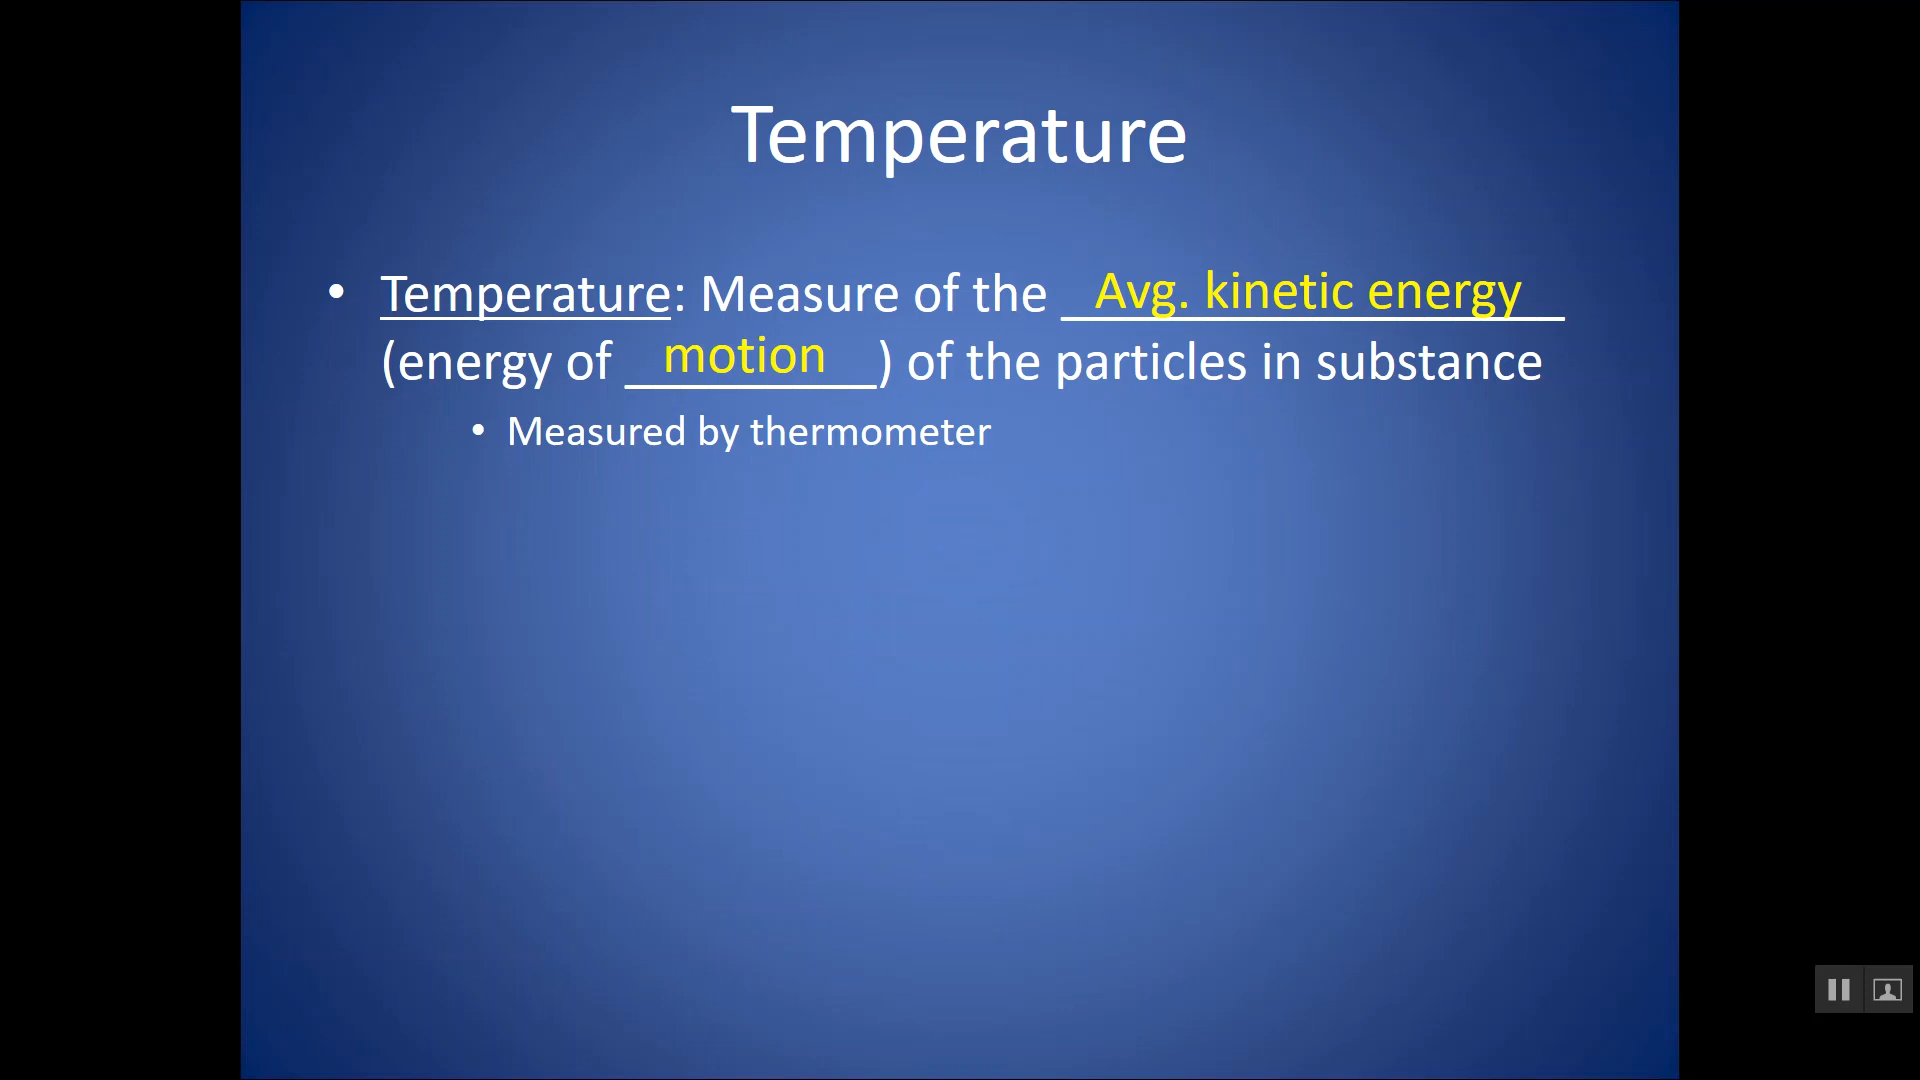 Temperature
• Temperature: Measure of the Avg. kinetic energy
(energy of motion) of the particles in substance
• Measured by thermometer